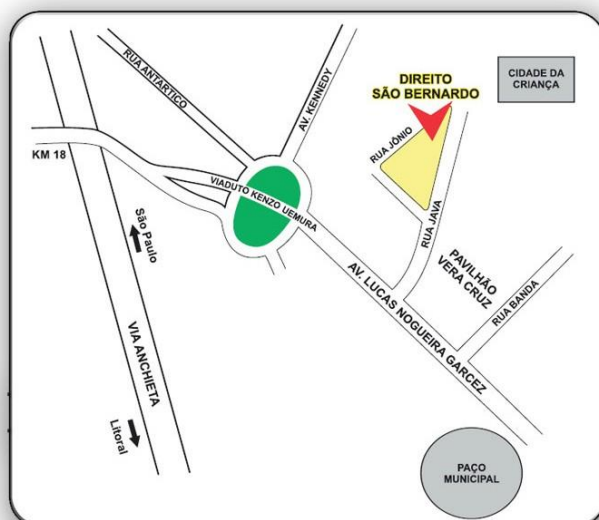 RUA ANTARTICO
AV. KENNEDY
DIREITO
SÃO BERNARDO
CIDADE DA
CRIANÇA
KM 18
RUA JÔNIO
VIADUTO KENZO UEMURA
São Paulo
RUA JAVA
PAVILHÃO
VERA CRUZ
AV. LUCAS NOGUEIRA GARCEZ
RUA BANDA
VIA ANCHIETA
Litoral
PAÇO
MUNICIPAL